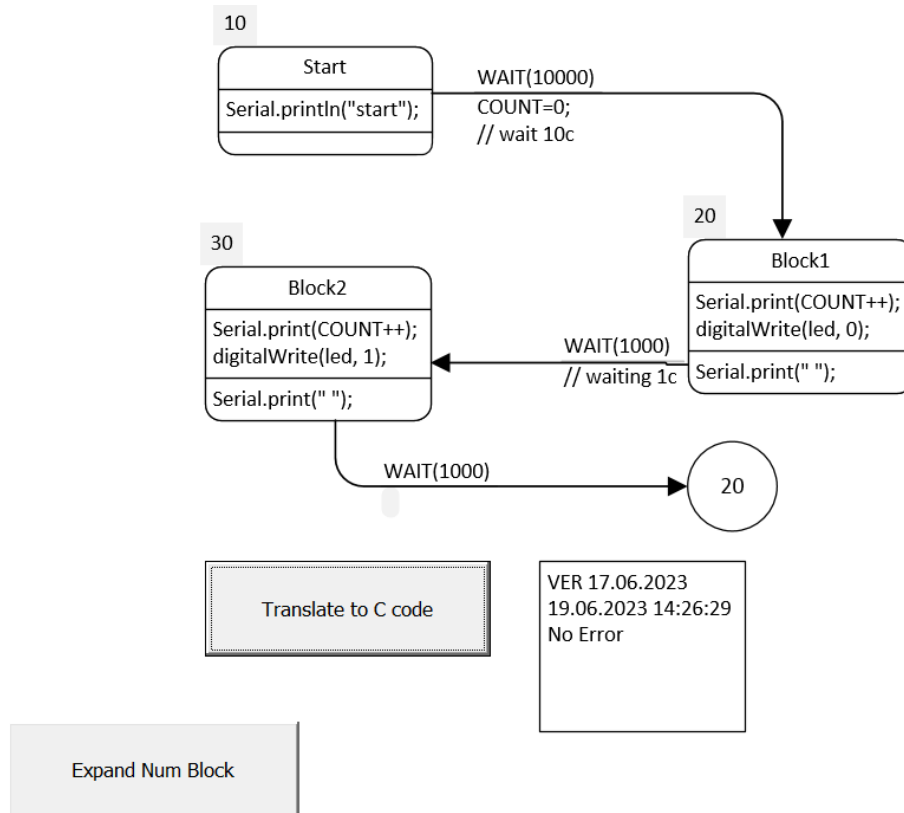 10
Start
Serial.println("start");
WAIT(10000)
COUNT=0;
// wait 10c
20
Block1
Serial.print(COUNT++);
digitalWrite(led, 0);
Serial.print(" ");
WAIT(1000)
// waiting 1c
30
Block2
Serial.print(COUNT++);
digitalWrite(led, 1);
Serial.print(" ");
WAIT(1000)
20
Translate to C code
VER 17.06.2023
19.06.2023 14:26:29
No Error
Expand Num Block